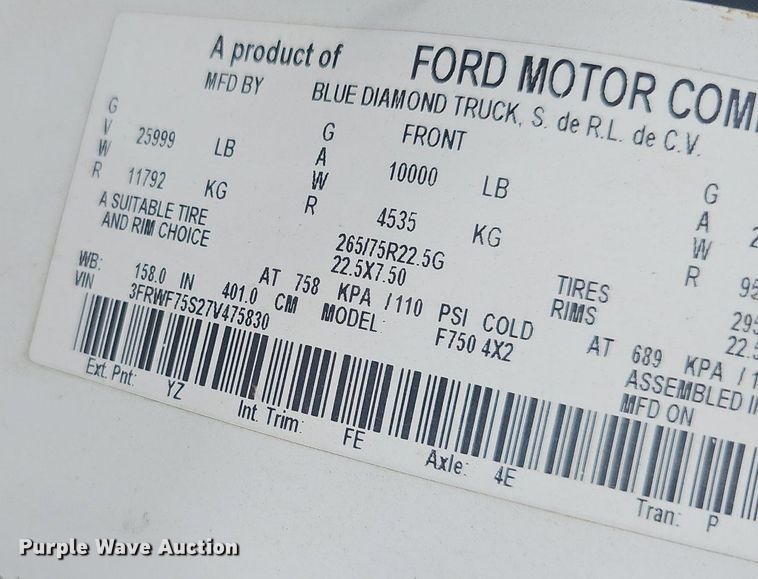 A product of FORD MOTOR
MFD BY BLUE DIAMOND TRUCK, S. de R.L. de C.V.
GVWR 25999 LB
11792 KG
GAWR FRONT
10000 LB
4535 KG
GAWR
A SUITABLE TIRE
AND RIM CHOICE
265/75R22.5G TIRES
22.5X7.50 RIMS
AT 758 KPA / 110 PSI COLD
AT 689 KPA /
WB: 158.0 IN 401.0 CM
VIN 3FRWF75S27V475830
MODEL: F750 4X2
ASSEMBLED
MFD ON
Ext. Pnt: YZ Int. Trim: FE Axle: 4E Tran: P
Purple Wave Auction